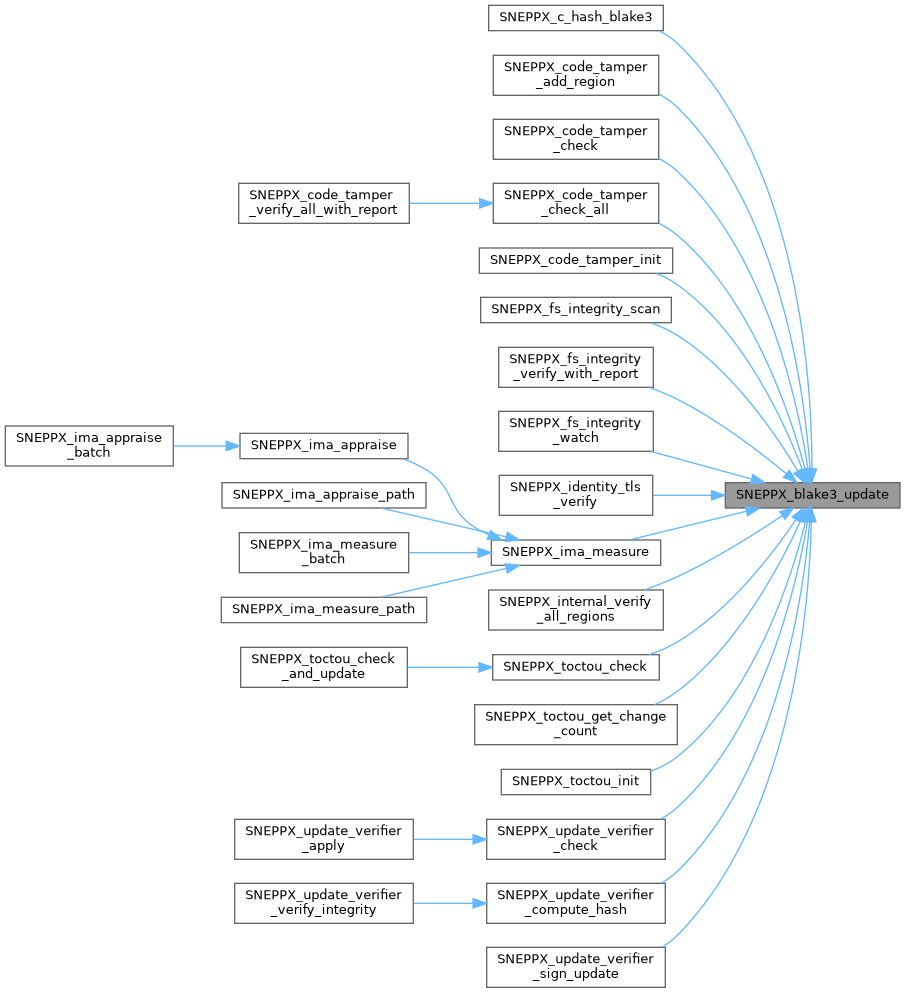 SNEPPX_c_hash_blake3
SNEPPX_code_tamper
_add_region
SNEPPX_code_tamper
_check
SNEPPX_code_tamper
_verify_all_with_report
SNEPPX_code_tamper
_check_all
SNEPPX_code_tamper_init
SNEPPX_fs_integrity_scan
SNEPPX_fs_integrity
_verify_with_report
SNEPPX_fs_integrity
_watch
SNEPPX_ima_appraise
_batch
SNEPPX_ima_appraise
SNEPPX_identity_tls
_verify
SNEPPX_blake3_update
SNEPPX_ima_appraise_path
SNEPPX_ima_measure
_batch
SNEPPX_ima_measure
SNEPPX_ima_measure_path
SNEPPX_internal_verify
_all_regions
SNEPPX_toctou_check
_and_update
SNEPPX_toctou_check
SNEPPX_toctou_get_change
_count
SNEPPX_toctou_init
SNEPPX_update_verifier
_apply
SNEPPX_update_verifier
_check
SNEPPX_update_verifier
_verify_integrity
SNEPPX_update_verifier
_compute_hash
SNEPPX_update_verifier
_sign_update